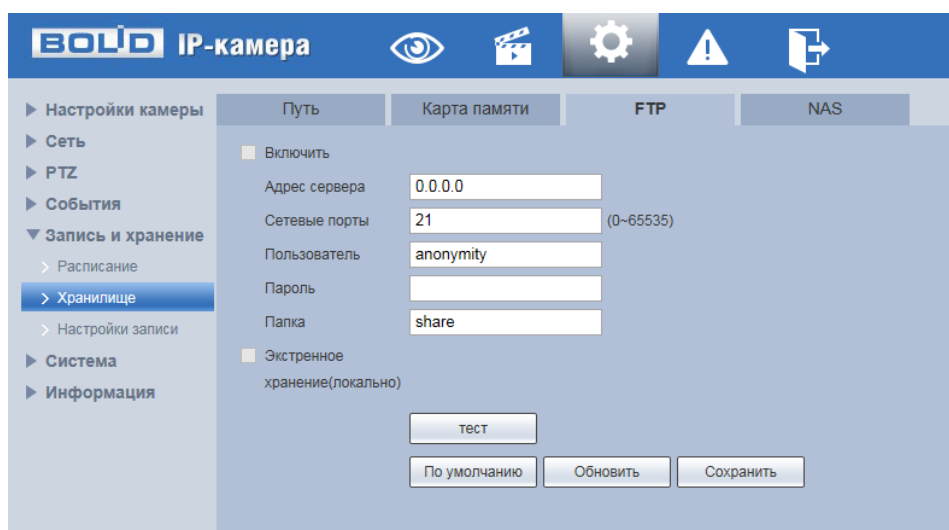 BOLID IP-камера
Настройки камеры
Сеть
PTZ
События
Запись и хранение
Расписание
Хранилище
Настройки записи
Система
Информация
Путь
Карта памяти
FTP
NAS
Включить
Адрес сервера 0.0.0.0
Сетевые порты 21 (0~65535)
Пользователь anonymity
Пароль
Папка share
Экстренное
хранение(локально)
тест
По умолчанию Обновить Сохранить